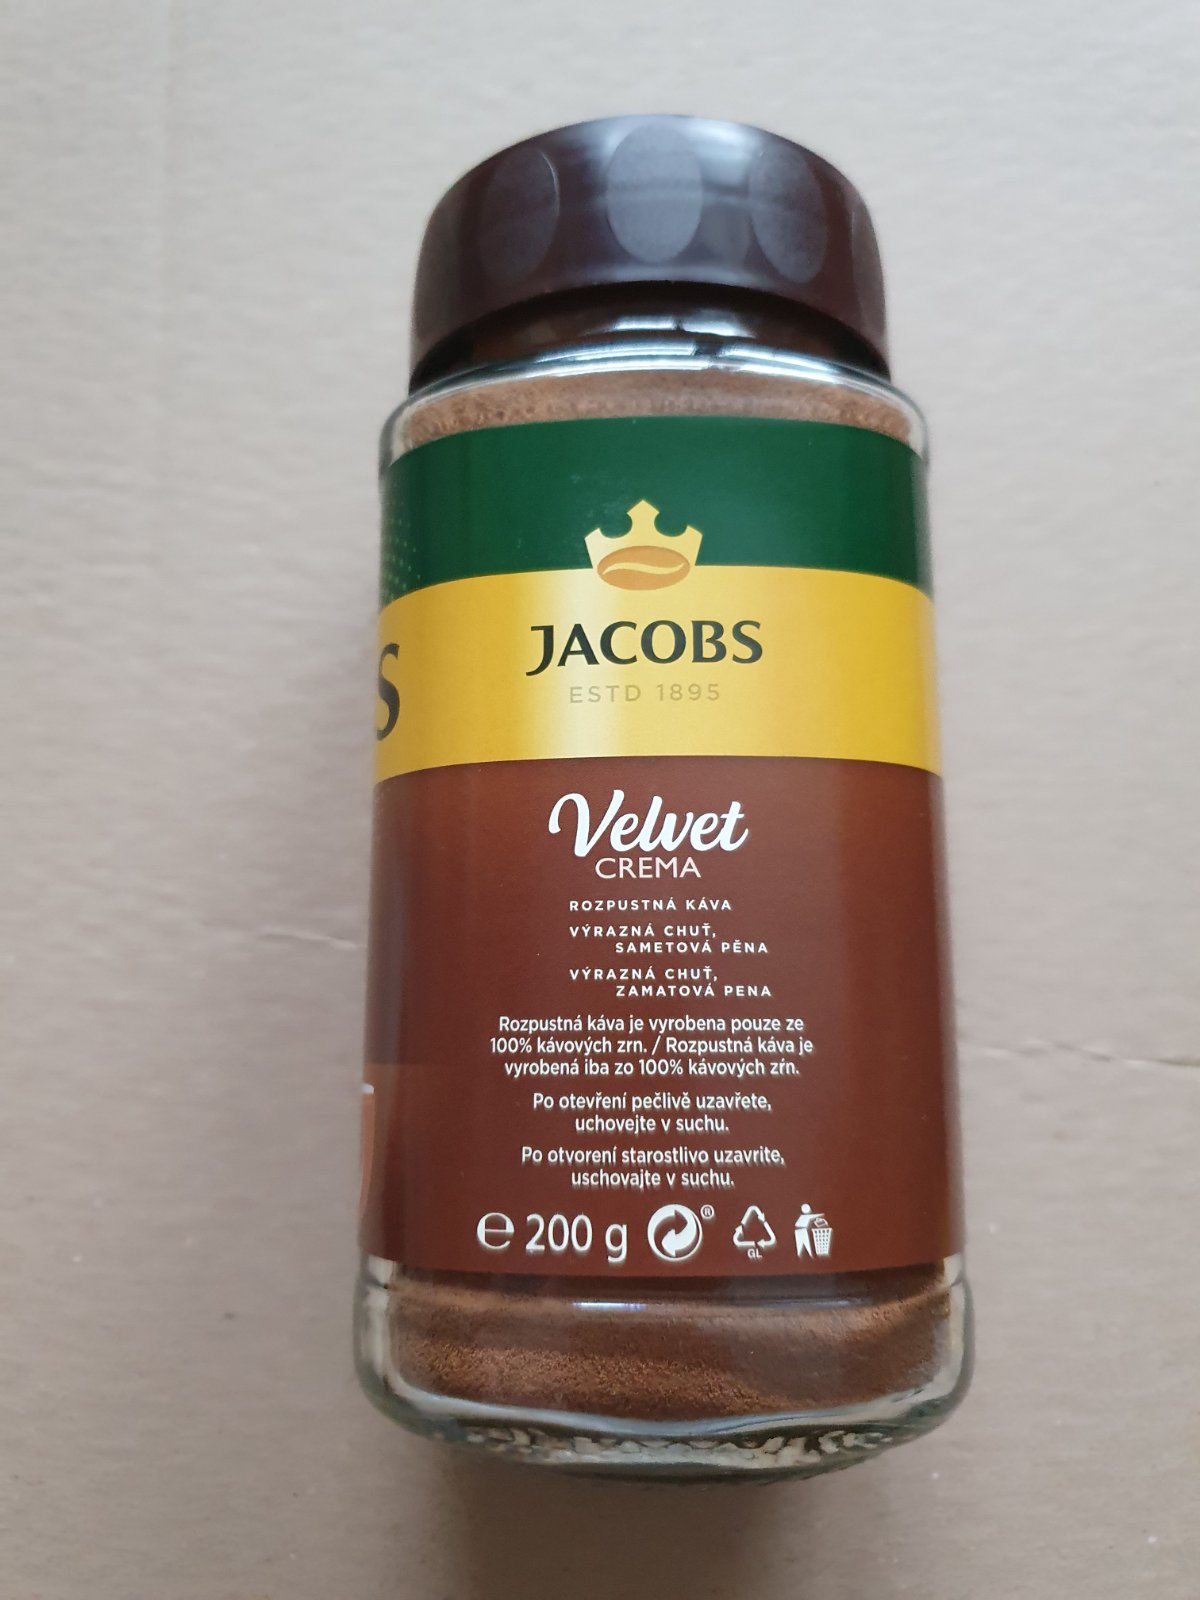 S
JACOBS
ESTD 1895
Velvet
CREMA
ROZPUSTNÁ KÁVA
VÝRAZNÁ CHUŤ,
SAMETOVÁ PĚNA
VÝRAZNÁ CHUŤ,
ZAMATOVÁ PENA
Rozpustná káva je vyrobena pouze ze
100% kávových zrn. / Rozpustná káva je
vyrobená iba zo 100% kávových zŕn.
Po otevření pečlivě uzavřete,
uchovejte v suchu.
Po otvorení starostlivo uzavrite,
uschovajte v suchu.
℮ 200 g ®
GL